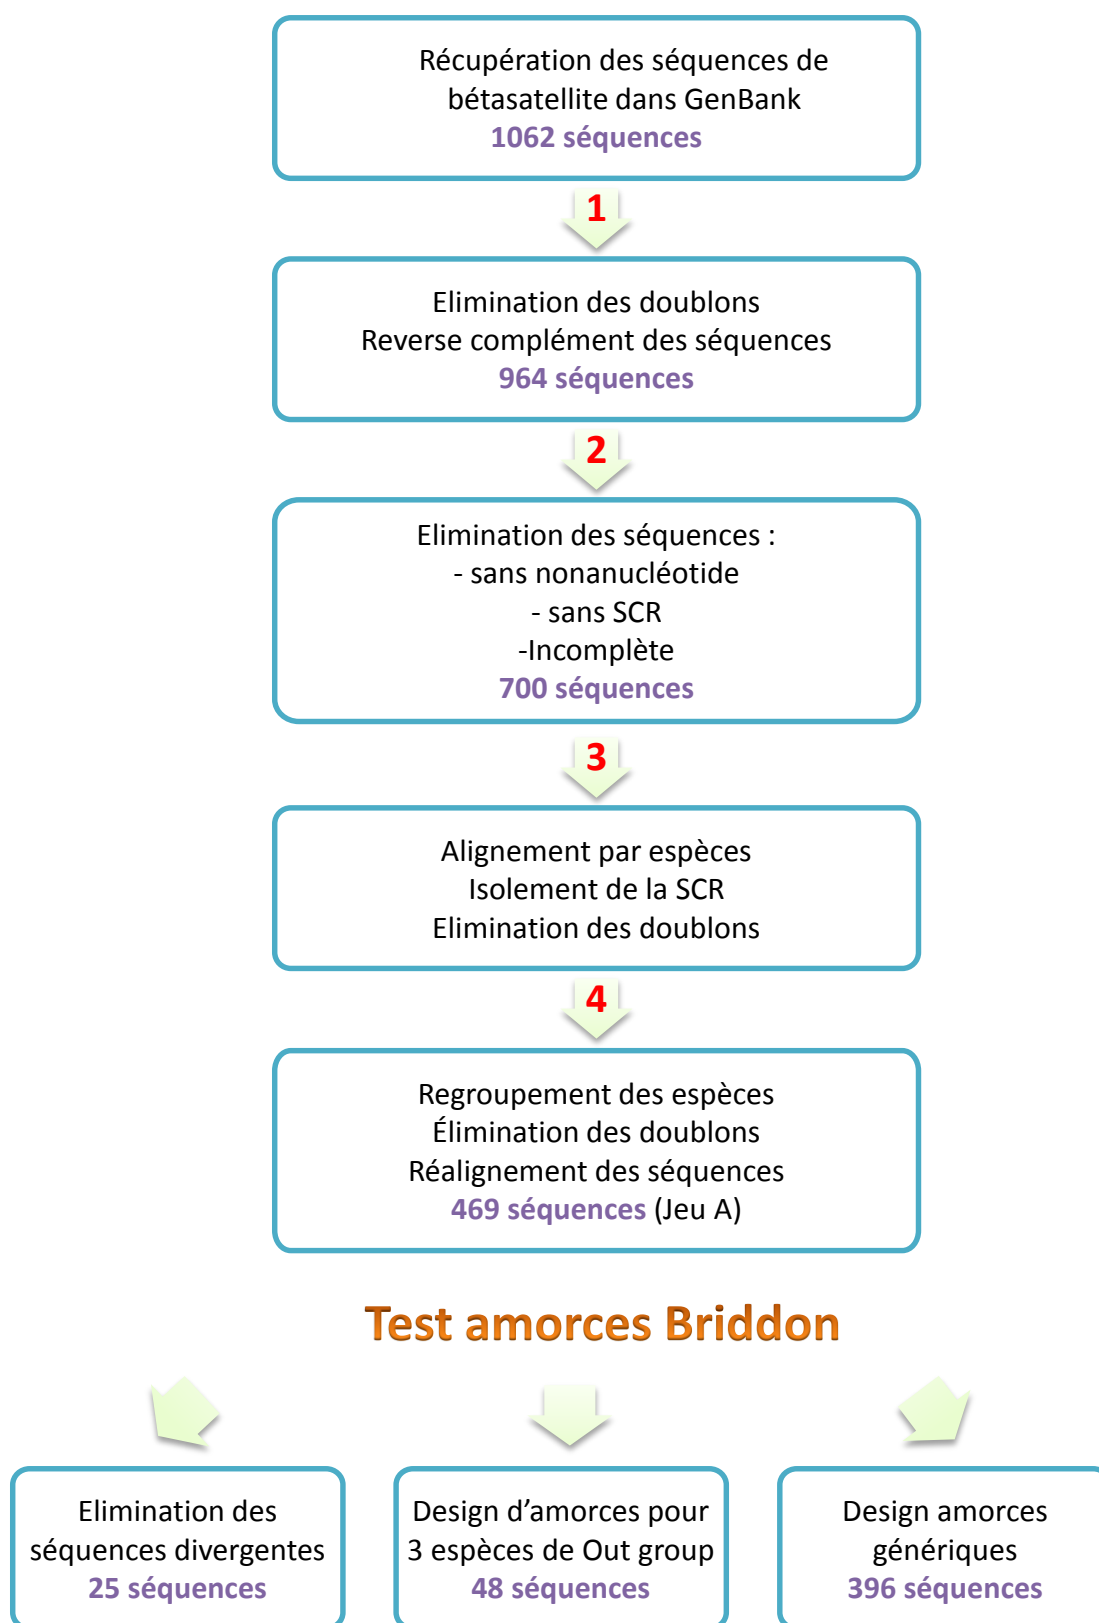 Récupération des séquences de
bétasatellite dans GenBank
1062 séquences
1
Elimination des doublons
Reverse complément des séquences
964 séquences
2
Elimination des séquences :
- sans nonanucléotide
- sans SCR
-Incomplète
700 séquences
3
Alignement par espèces
Isolement de la SCR
Elimination des doublons
4
Regroupement des espèces
Élimination des doublons
Réalignement des séquences
469 séquences (Jeu A)
Test amorces Briddon
Elimination des
séquences divergentes
25 séquences
Design d’amorces pour
3 espèces de Out group
48 séquences
Design amorces
génériques
396 séquences